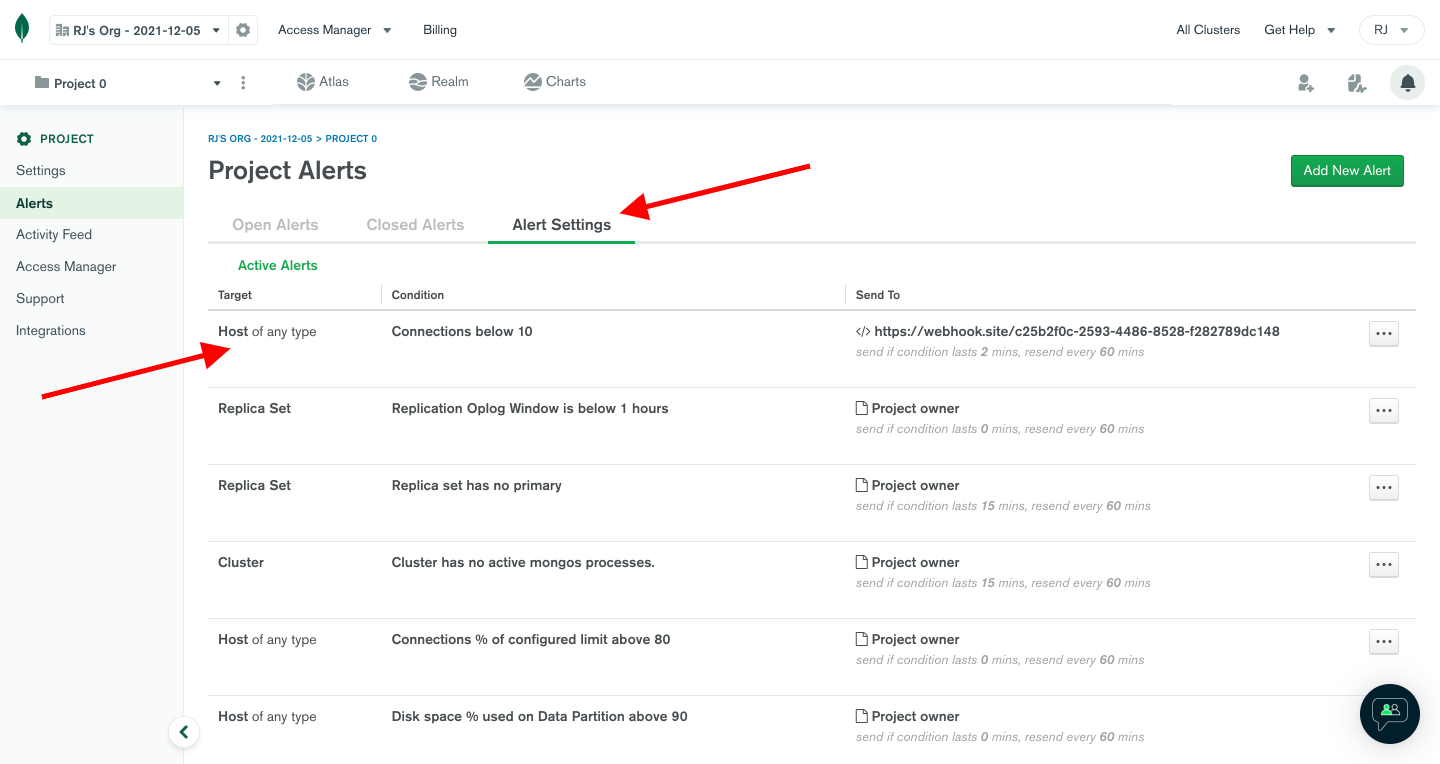 RJ's Org - 2021-12-05 Access Manager Billing All Clusters Get Help RJ
Project 0 Atlas Realm Charts
PROJECT
Settings
Alerts
Activity Feed
Access Manager
Support
Integrations
RJ'S ORG - 2021-12-05 > PROJECT 0
Project Alerts
Add New Alert
Open Alerts Closed Alerts Alert Settings
Active Alerts
Target Condition Send To
Host of any type Connections below 10 </> https://webhook.site/c25b2f0c-2593-4486-8528-f282789dc148
send if condition lasts 2 mins, resend every 60 mins
Replica Set Replication Oplog Window is below 1 hours Project owner
send if condition lasts 0 mins, resend every 60 mins
Replica Set Replica set has no primary Project owner
send if condition lasts 15 mins, resend every 60 mins
Cluster Cluster has no active mongos processes. Project owner
send if condition lasts 15 mins, resend every 60 mins
Host of any type Connections % of configured limit above 80 Project owner
send if condition lasts 0 mins, resend every 60 mins
Host of any type Disk space % used on Data Partition above 90 Project owner
send if condition lasts 0 mins, resend every 60 mins